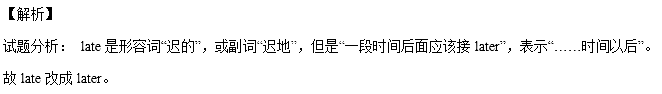 【解析】
试题分析： late 是形容词“迟的”，或副词“迟地”，但是“一段时间后面应该接 later”，表示“……时间以后”。
故 late 改成 later。